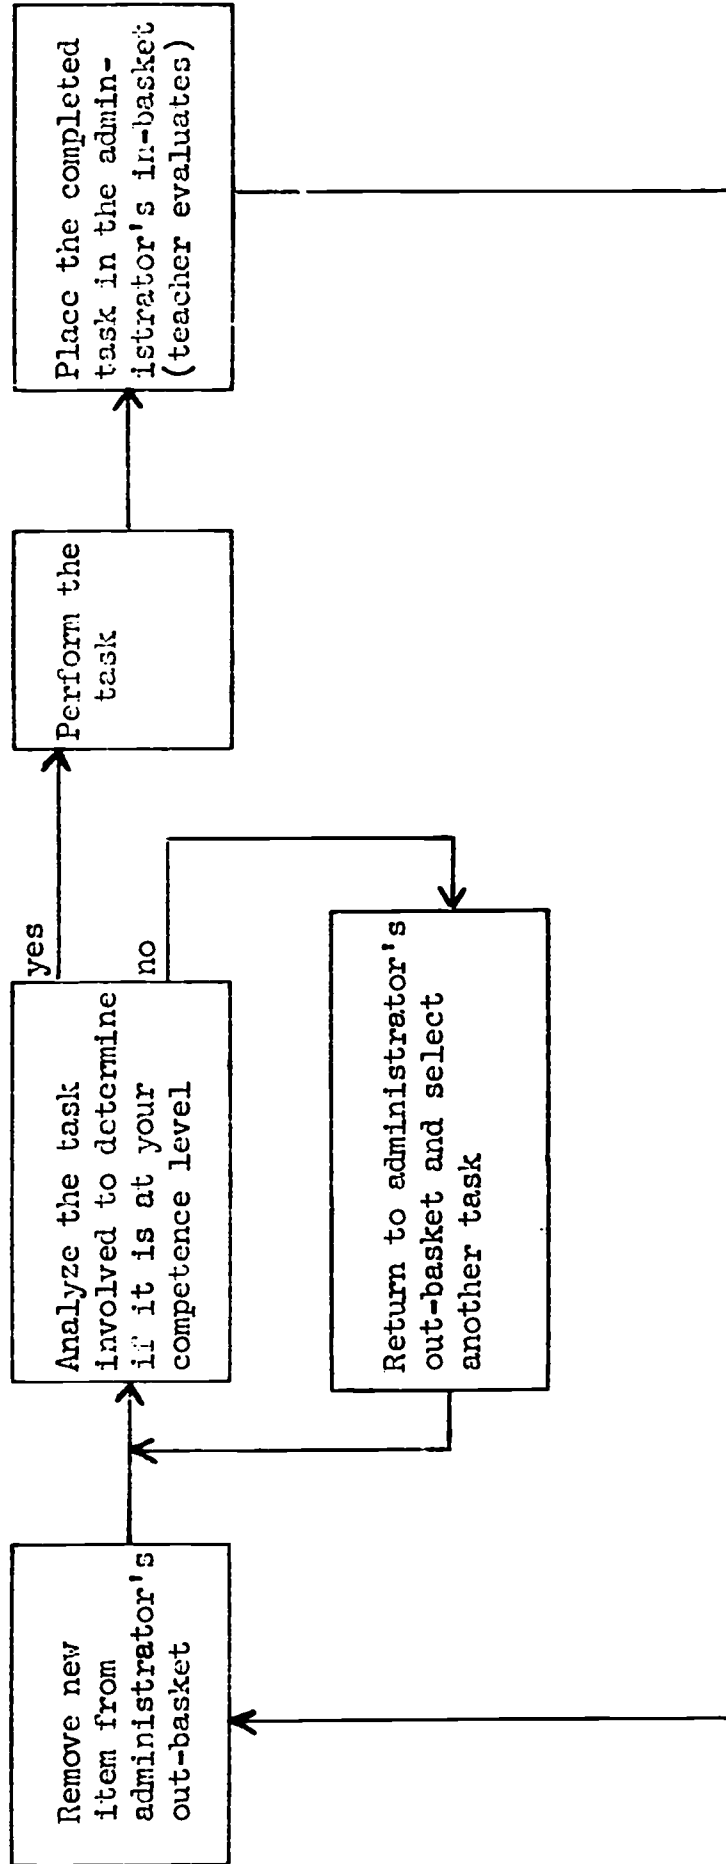 Remove new
item from
administrator's
out-basket
Analyze the task
involved to determine
if it is at your
competence level
yes
no
Return to administrator's
out-basket and select
another task
Perform the
task
Place the completed
task in the admin-
istrator's in-basket
(teacher evaluates)